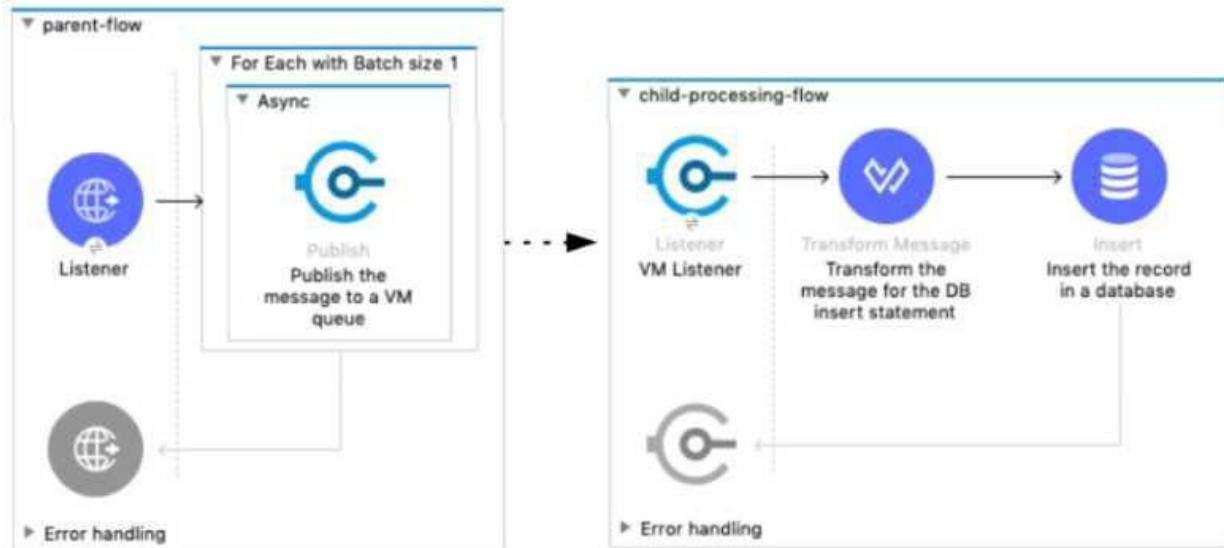 parent-flow
For Each with Batch size 1
Async
Publish
Publish the
message to a VM
queue
Listener
Error handling
child-processing-flow
Listener
VM Listener
Transform Message
Transform the
message for the DB
insert statement
Insert
Insert the record
in a database
Error handling